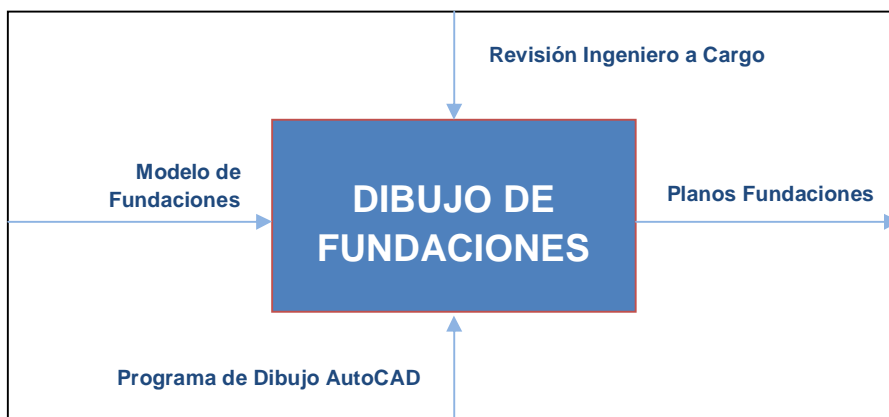 Revisión Ingeniero a Cargo
Modelo de
Fundaciones
DIBUJO DE
FUNDACIONES
Planos Fundaciones
Programa de Dibujo AutoCAD